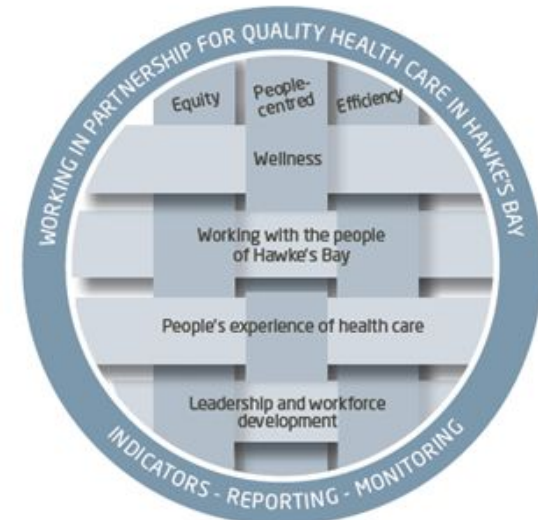 WORKING IN PARTNERSHIP FOR QUALITY HEALTH CARE IN HAWKE'S BAY
Equity
People-
centred
Efficiency
Wellness
Working with the people
of Hawke's Bay
People's experience of health care
Leadership and workforce
development
INDICATORS - REPORTING - MONITORING